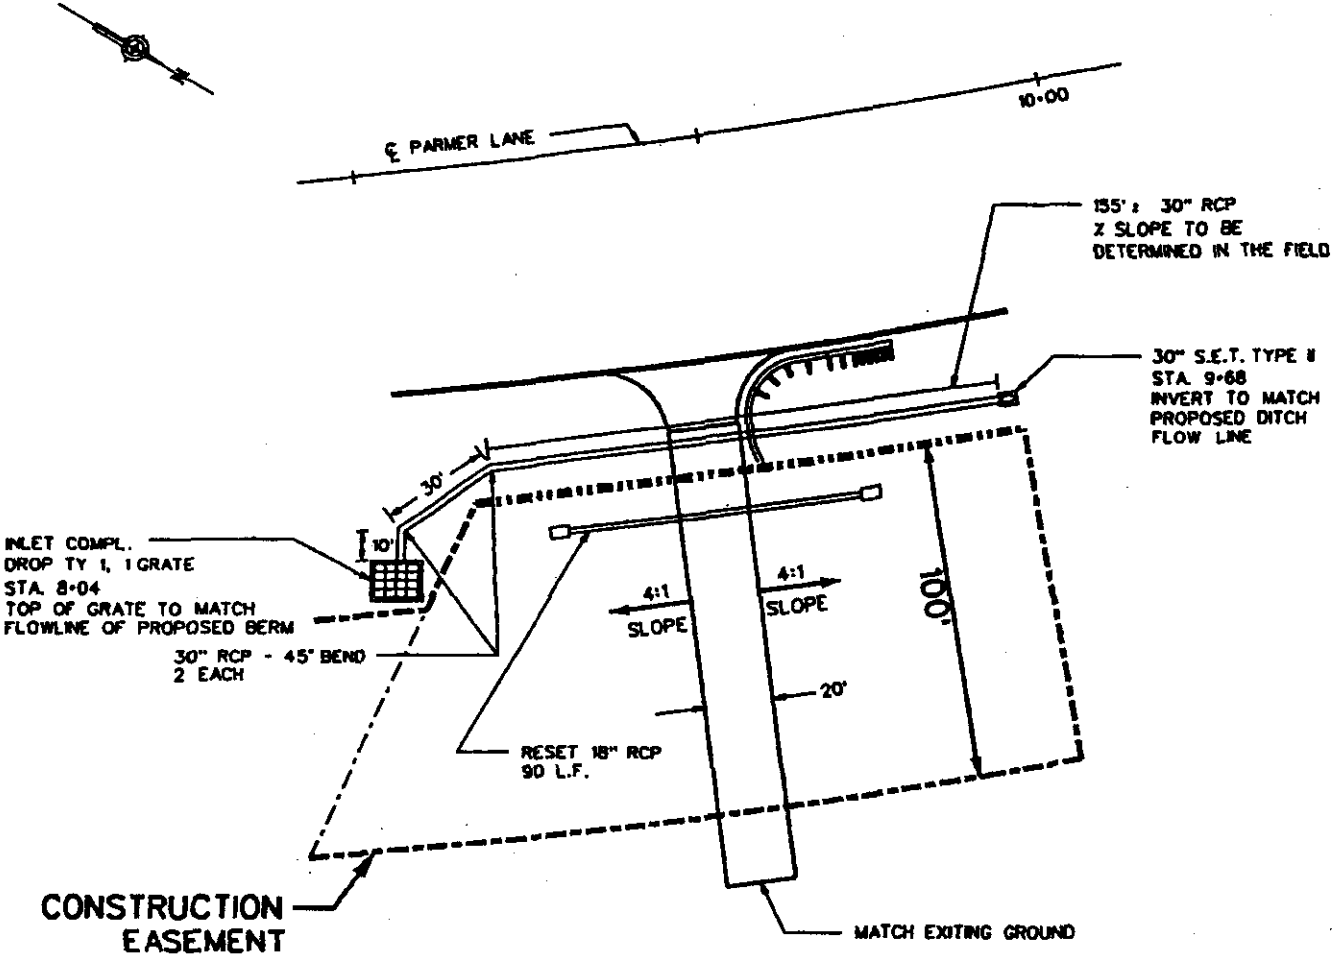 N
10+00
℄ PARMER LANE
155' ± 30" RCP
% SLOPE TO BE
DETERMINED IN THE FIELD
30" S.E.T. TYPE II
STA. 9+68
INVERT TO MATCH
PROPOSED DITCH
FLOW LINE
30'
10'
INLET COMPL.
DROP TY 1, 1 GRATE
STA. 8+04
TOP OF GRATE TO MATCH
FLOWLINE OF PROPOSED BERM
30" RCP - 45° BEND
2 EACH
4:1
SLOPE
4:1
SLOPE
100'
20'
RESET 18" RCP
90 L.F.
CONSTRUCTION
EASEMENT
MATCH EXITING GROUND